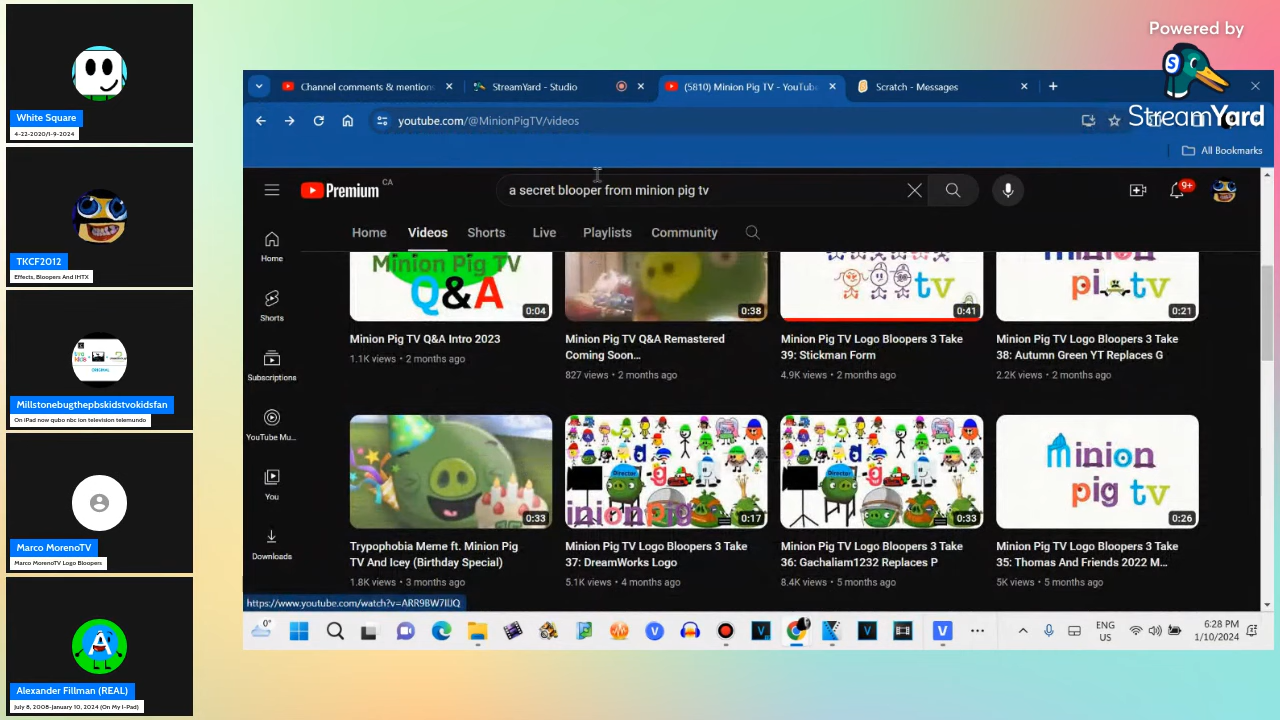 White Square
4-22-2020/1-9-2024
TKCF2012
Effects, Bloopers And IHTX
Millstonebugthepbskidstvokidsfan
On iPad now qubo nbc ion television telemundo
Marco MorenoTV
Marco MorenoTV Logo Bloopers
Alexander Fillman (REAL)
July 8, 2008-January 10, 2024 (On My I-Pad)
Powered by
StreamYard
Channel comments & mention
StreamYard - Studio
(5810) Minion Pig TV - YouTube
Scratch - Messages
youtube.com/@MinionPigTV/videos
All Bookmarks
Premium CA
a secret blooper from minion pig tv
9+
Home Videos Shorts Live Playlists Community
Home
Shorts
Subscriptions
YouTube Mu...
You
Downloads
Minion Pig TV
Q&A
0:04
0:38
tv
0:41
pi tv
0:21
Minion Pig TV Q&A Intro 2023
1.1K views • 2 months ago
Minion Pig TV Q&A Remastered
Coming Soon...
827 views • 2 months ago
Minion Pig TV Logo Bloopers 3 Take
39: Stickman Form
4.9K views • 2 months ago
Minion Pig TV Logo Bloopers 3 Take
38: Autumn Green YT Replaces G
2.2K views • 2 months ago
0:33
Director
0:17
Director
0:33
minion
pig tv
0:26
Trypophobia Meme ft. Minion Pig
TV And Icey (Birthday Special)
1.8K views • 3 months ago
Minion Pig TV Logo Bloopers 3 Take
37: DreamWorks Logo
5.1K views • 4 months ago
Minion Pig TV Logo Bloopers 3 Take
36: Gachaliam1232 Replaces P
8.4K views • 5 months ago
Minion Pig TV Logo Bloopers 3 Take
35: Thomas And Friends 2022 M...
5K views • 5 months ago
https://www.youtube.com/watch?v=ARR9BW7IIJQ
0°
ENG
US
6:28 PM
1/10/2024